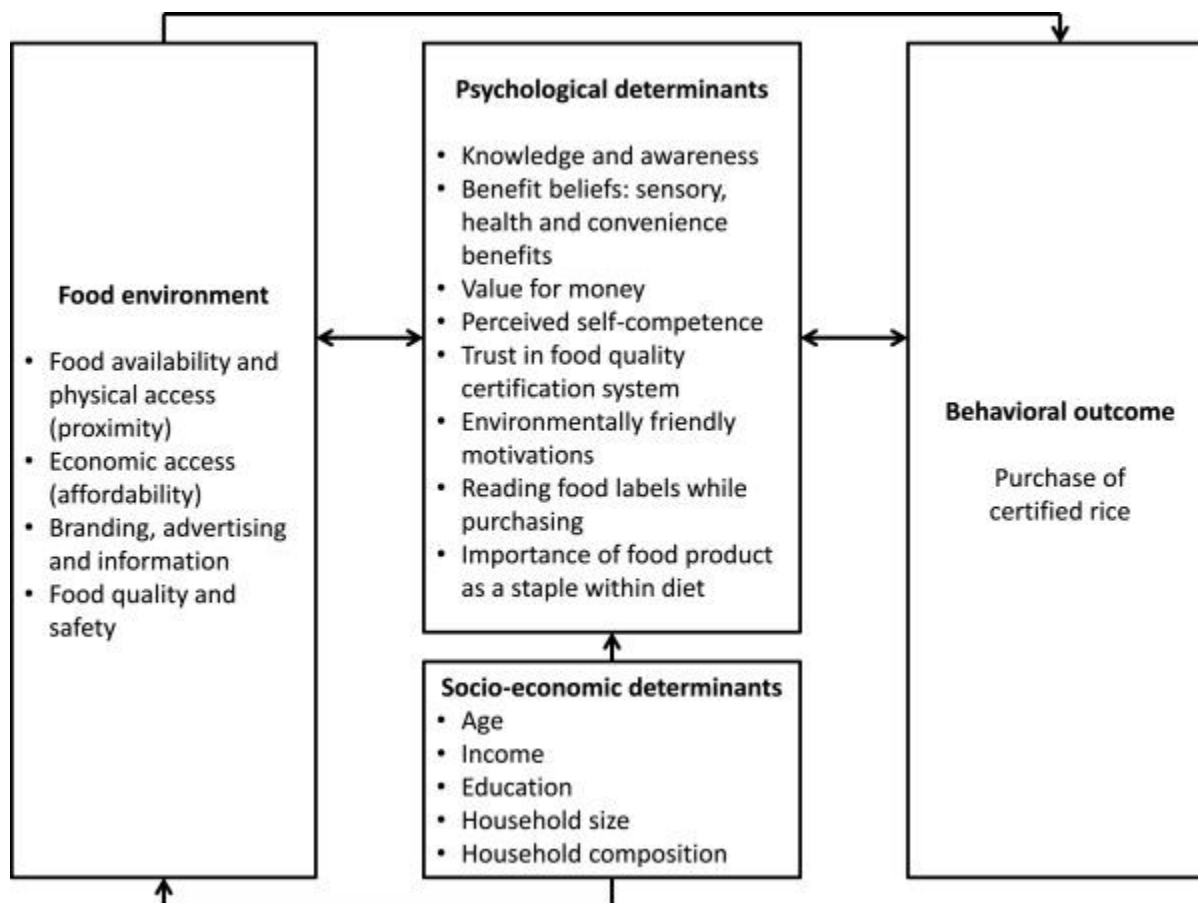 Food environment
• Food availability and
physical access
(proximity)
• Economic access
(affordability)
• Branding, advertising
and information
• Food quality and
safety
Psychological determinants
• Knowledge and awareness
• Benefit beliefs: sensory,
health and convenience
benefits
• Value for money
• Perceived self-competence
• Trust in food quality
certification system
• Environmentally friendly
motivations
• Reading food labels while
purchasing
• Importance of food product
as a staple within diet
Socio-economic determinants
• Age
• Income
• Education
• Household size
• Household composition
Behavioral outcome
Purchase of
certified rice